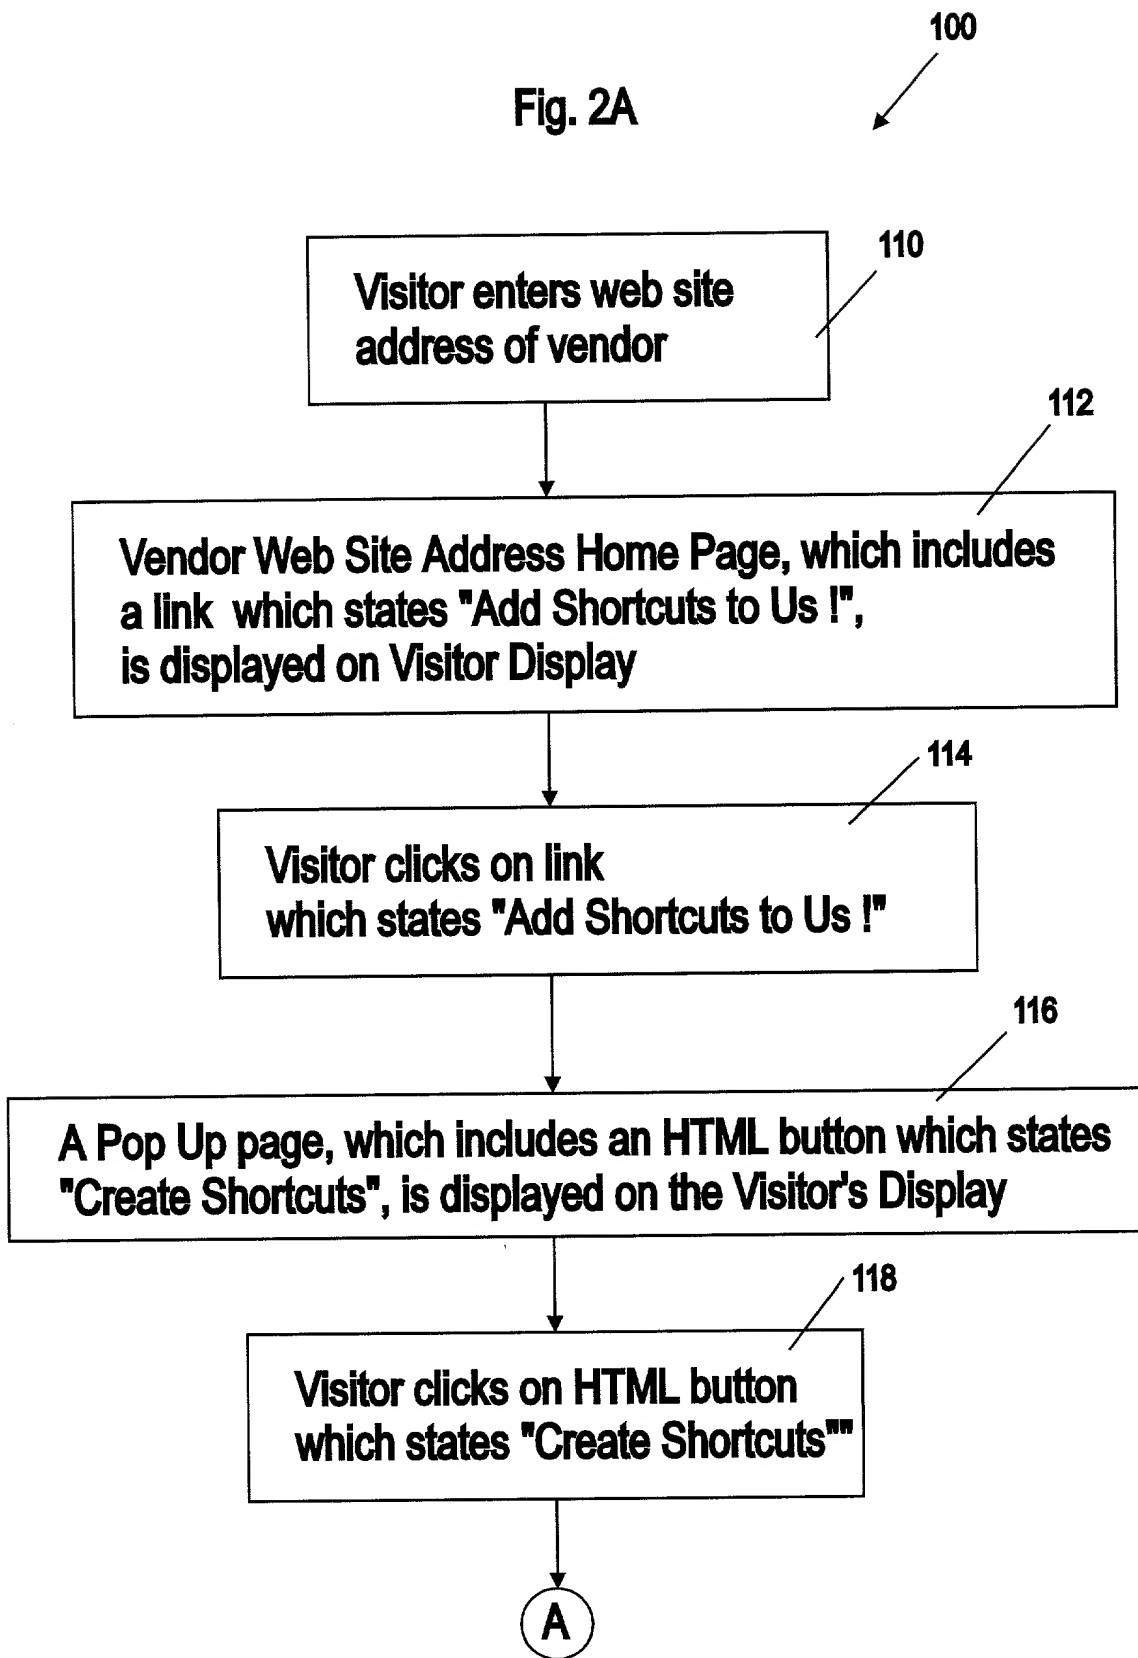 100
Fig. 2A
110
Visitor enters web site
address of vendor
112
Vendor Web Site Address Home Page, which includes
a link which states "Add Shortcuts to Us !",
is displayed on Visitor Display
114
Visitor clicks on link
which states "Add Shortcuts to Us !"
116
A Pop Up page, which includes an HTML button which states
"Create Shortcuts", is displayed on the Visitor's Display
118
Visitor clicks on HTML button
which states "Create Shortcuts""
A